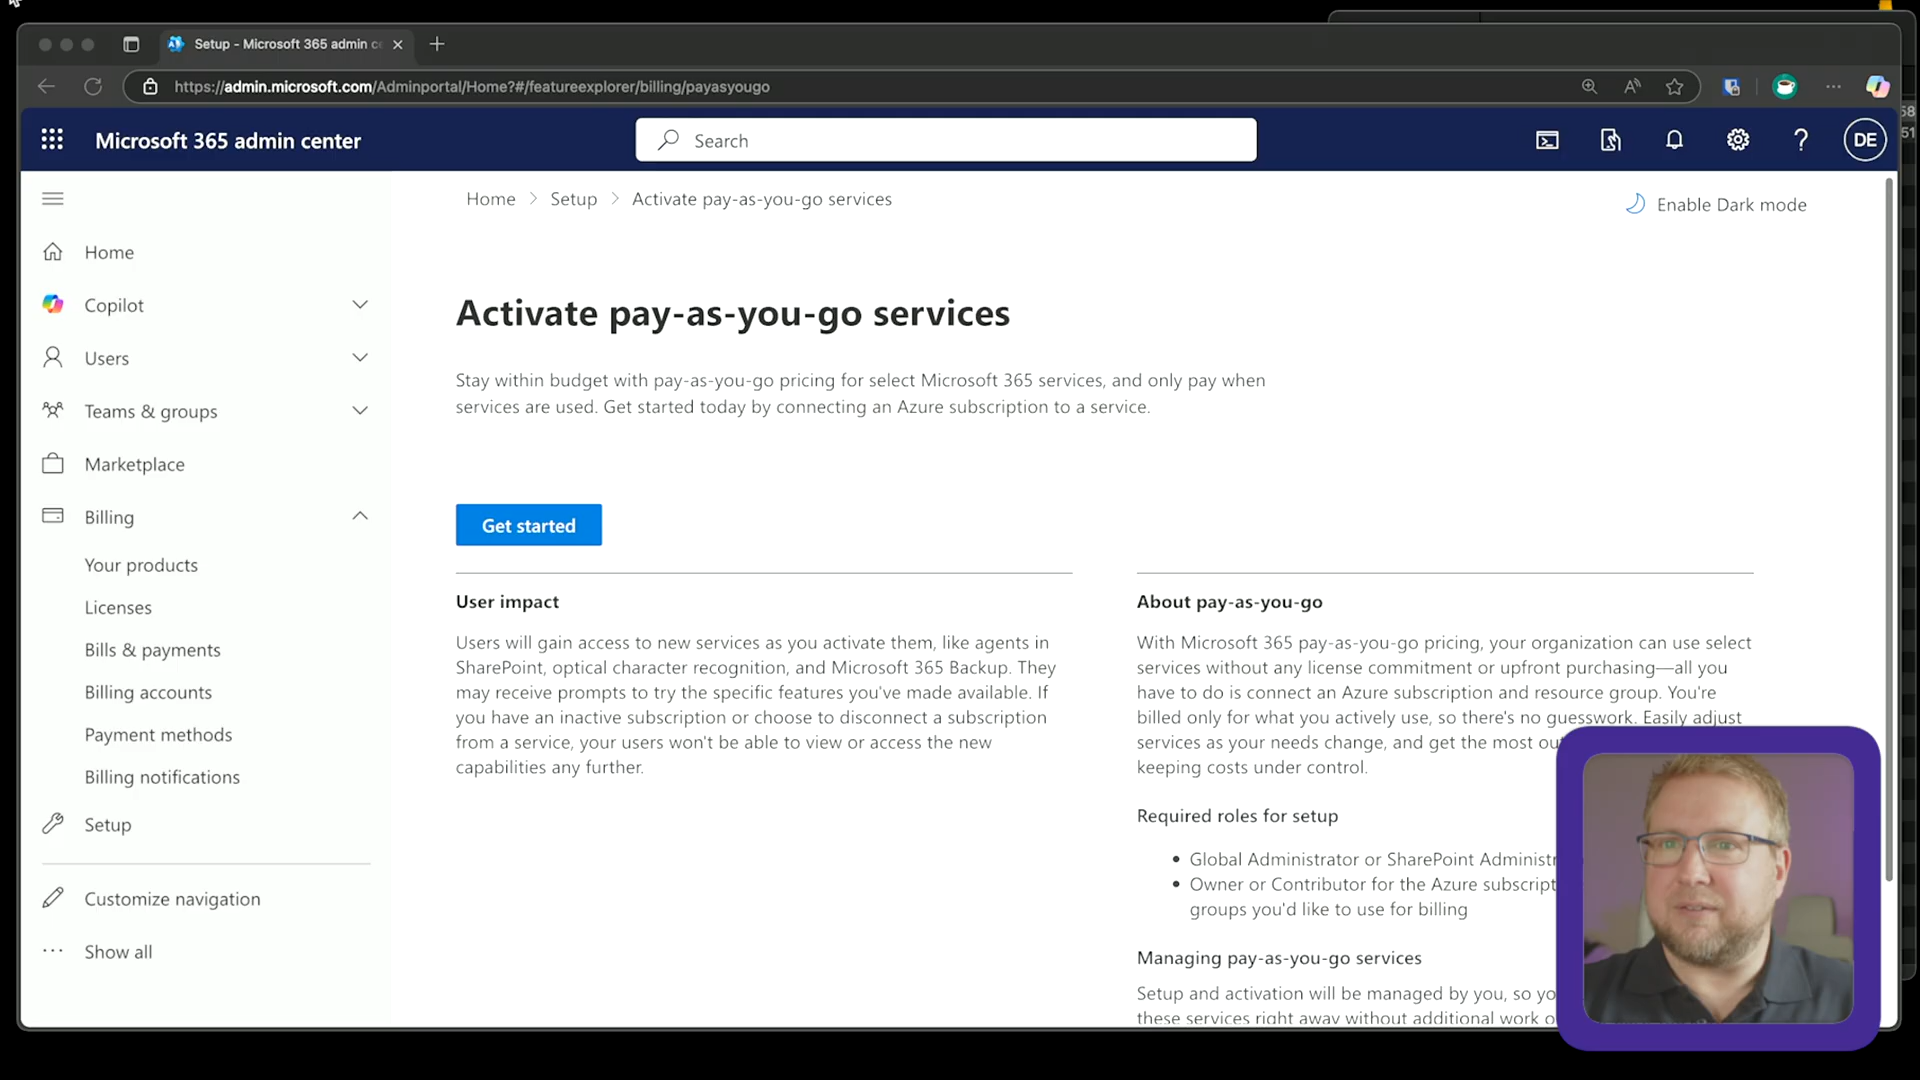 Setup - Microsoft 365 admin c
https://admin.microsoft.com/Adminportal/Home?#/featureexplorer/billing/payasyougo
Microsoft 365 admin center
Search
DE
Home > Setup > Activate pay-as-you-go services
Enable Dark mode
Home
Copilot
Users
Teams & groups
Marketplace
Billing
Your products
Licenses
Bills & payments
Billing accounts
Payment methods
Billing notifications
Setup
Customize navigation
Show all
Activate pay-as-you-go services
Stay within budget with pay-as-you-go pricing for select Microsoft 365 services, and only pay when
services are used. Get started today by connecting an Azure subscription to a service.
Get started
User impact
Users will gain access to new services as you activate them, like agents in
SharePoint, optical character recognition, and Microsoft 365 Backup. They
may receive prompts to try the specific features you've made available. If
you have an inactive subscription or choose to disconnect a subscription
from a service, your users won't be able to view or access the new
capabilities any further.
About pay-as-you-go
With Microsoft 365 pay-as-you-go pricing, your organization can use select
services without any license commitment or upfront purchasing—all you
have to do is connect an Azure subscription and resource group. You're
billed only for what you actively use, so there's no guesswork. Easily adjust
services as your needs change, and get the most ou
keeping costs under control.
Required roles for setup
• Global Administrator or SharePoint Administr
• Owner or Contributor for the Azure subscript
groups you'd like to use for billing
Managing pay-as-you-go services
Setup and activation will be managed by you, so yo
these services right away without additional work o
58
51